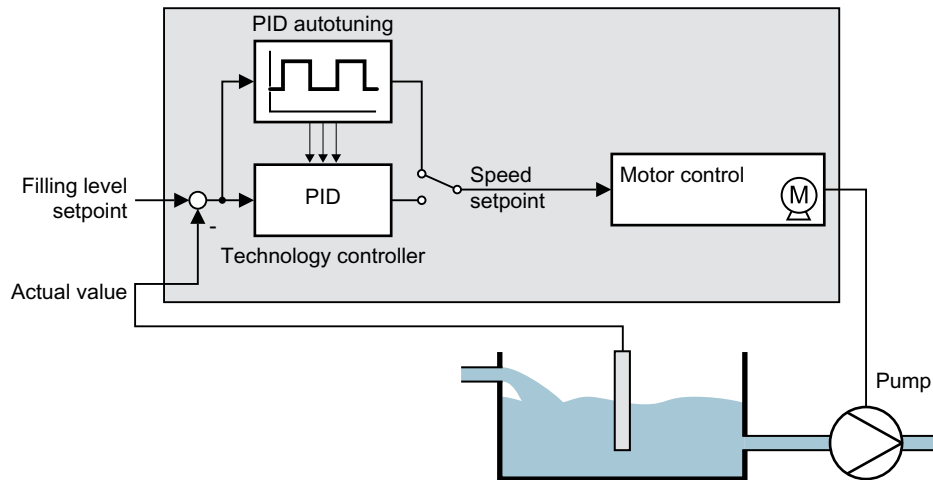 PID autotuning
Filling level
setpoint
PID
Speed
setpoint
Motor control
M
-
Technology controller
Actual value
Pump